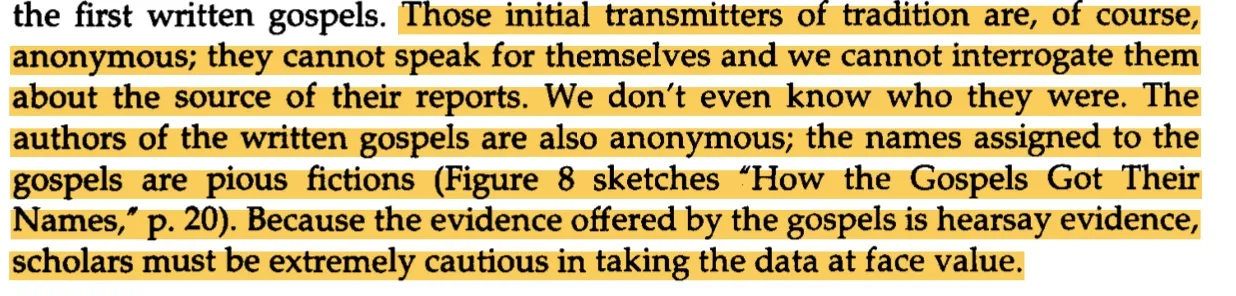 the first written gospels. Those initial transmitters of tradition are, of course,
anonymous; they cannot speak for themselves and we cannot interrogate them
about the source of their reports. We don't even know who they were. The
authors of the written gospels are also anonymous; the names assigned to the
gospels are pious fictions (Figure 8 sketches "How the Gospels Got Their
Names," p. 20). Because the evidence offered by the gospels is hearsay evidence,
scholars must be extremely cautious in taking the data at face value.